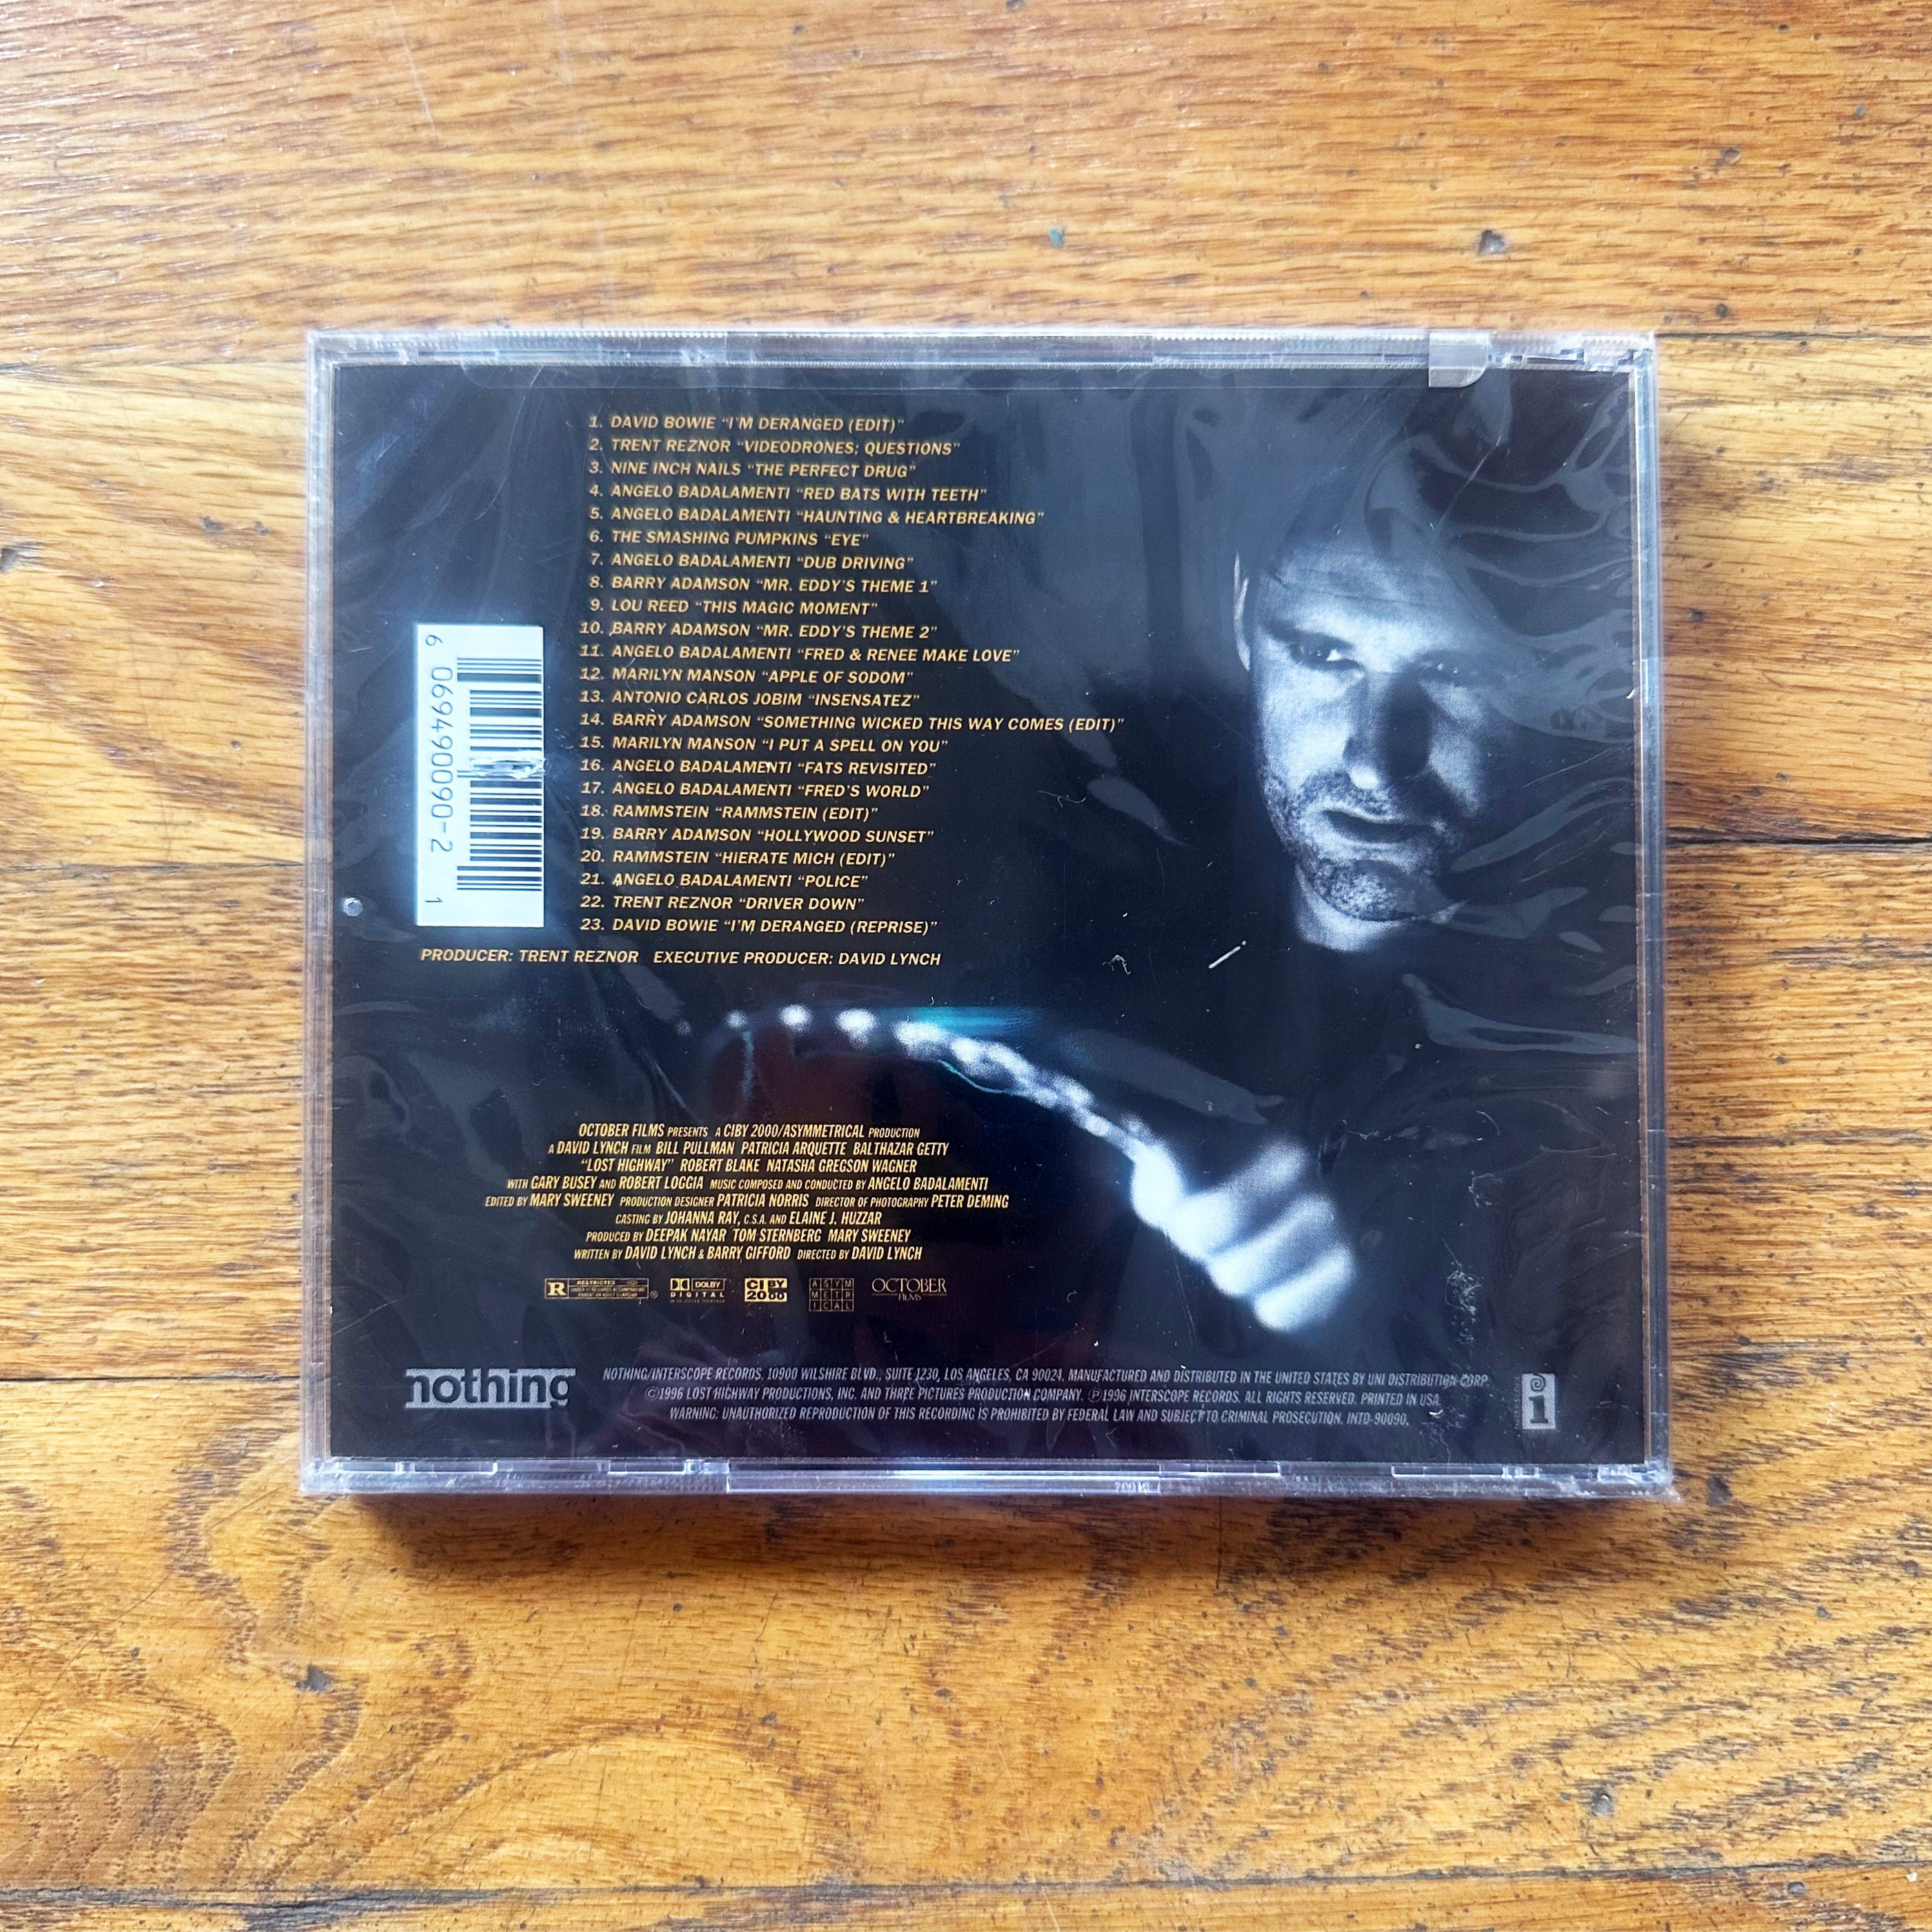 1. DAVID BOWIE “I’M DERANGED (EDIT)”
2. TRENT REZNOR “VIDEODRONES; QUESTIONS”
3. NINE INCH NAILS “THE PERFECT DRUG”
4. ANGELO BADALAMENTI “RED BATS WITH TEETH”
5. ANGELO BADALAMENTI “HAUNTING & HEARTBREAKING”
6. THE SMASHING PUMPKINS “EYE”
7. ANGELO BADALAMENTI “DUB DRIVING”
8. BARRY ADAMSON “MR. EDDY’S THEME 1”
9. LOU REED “THIS MAGIC MOMENT”
10. BARRY ADAMSON “MR. EDDY’S THEME 2”
11. ANGELO BADALAMENTI “FRED & RENEE MAKE LOVE”
12. MARILYN MANSON “APPLE OF SODOM”
13. ANTONIO CARLOS JOBIM “INSENSATEZ”
14. BARRY ADAMSON “SOMETHING WICKED THIS WAY COMES (EDIT)”
15. MARILYN MANSON “I PUT A SPELL ON YOU”
16. ANGELO BADALAMENTI “FATS REVISITED”
17. ANGELO BADALAMENTI “FRED’S WORLD”
18. RAMMSTEIN “RAMMSTEIN (EDIT)”
19. BARRY ADAMSON “HOLLYWOOD SUNSET”
20. RAMMSTEIN “HIERATE MICH (EDIT)”
21. ANGELO BADALAMENTI “POLICE”
22. TRENT REZNOR “DRIVER DOWN”
23. DAVID BOWIE “I’M DERANGED (REPRISE)”
6 06949 0090-2 1
PRODUCER: TRENT REZNOR EXECUTIVE PRODUCER: DAVID LYNCH
OCTOBER FILMS PRESENTS A CIBY 2000/ASYMMETRICAL PRODUCTION
A DAVID LYNCH FILM BILL PULLMAN PATRICIA ARQUETTE BALTHAZAR GETTY
“LOST HIGHWAY” ROBERT BLAKE NATASHA GREGSON WAGNER
WITH GARY BUSEY AND ROBERT LOGGIA MUSIC COMPOSED AND CONDUCTED BY ANGELO BADALAMENTI
EDITED BY MARY SWEENEY PRODUCTION DESIGNER PATRICIA NORRIS DIRECTOR OF PHOTOGRAPHY PETER DEMING
CASTING BY JOHANNA RAY, C.S.A. AND ELAINE J. HUZZAR
PRODUCED BY DEEPAK NAYAR TOM STERNBERG MARY SWEENEY
WRITTEN BY DAVID LYNCH & BARRY GIFFORD DIRECTED BY DAVID LYNCH
R RESTRICTED
UNDER 17 REQUIRES ACCOMPANYING
PARENT OR ADULT GUARDIAN
DOLBY
DIGITAL
CIBY
2000
ASYM
METR
ICAL
OCTOBER
FILMS
nothing
NOTHING/INTERSCOPE RECORDS. 10900 WILSHIRE BLVD., SUITE 1230, LOS ANGELES, CA 90024. MANUFACTURED AND DISTRIBUTED IN THE UNITED STATES BY UNI DISTRIBUTION CORP.
©1996 LOST HIGHWAY PRODUCTIONS, INC. AND THREE PICTURES PRODUCTION COMPANY. ℗1996 INTERSCOPE RECORDS. ALL RIGHTS RESERVED. PRINTED IN USA.
WARNING: UNAUTHORIZED REPRODUCTION OF THIS RECORDING IS PROHIBITED BY FEDERAL LAW AND SUBJECT TO CRIMINAL PROSECUTION. INTD-90090.
i